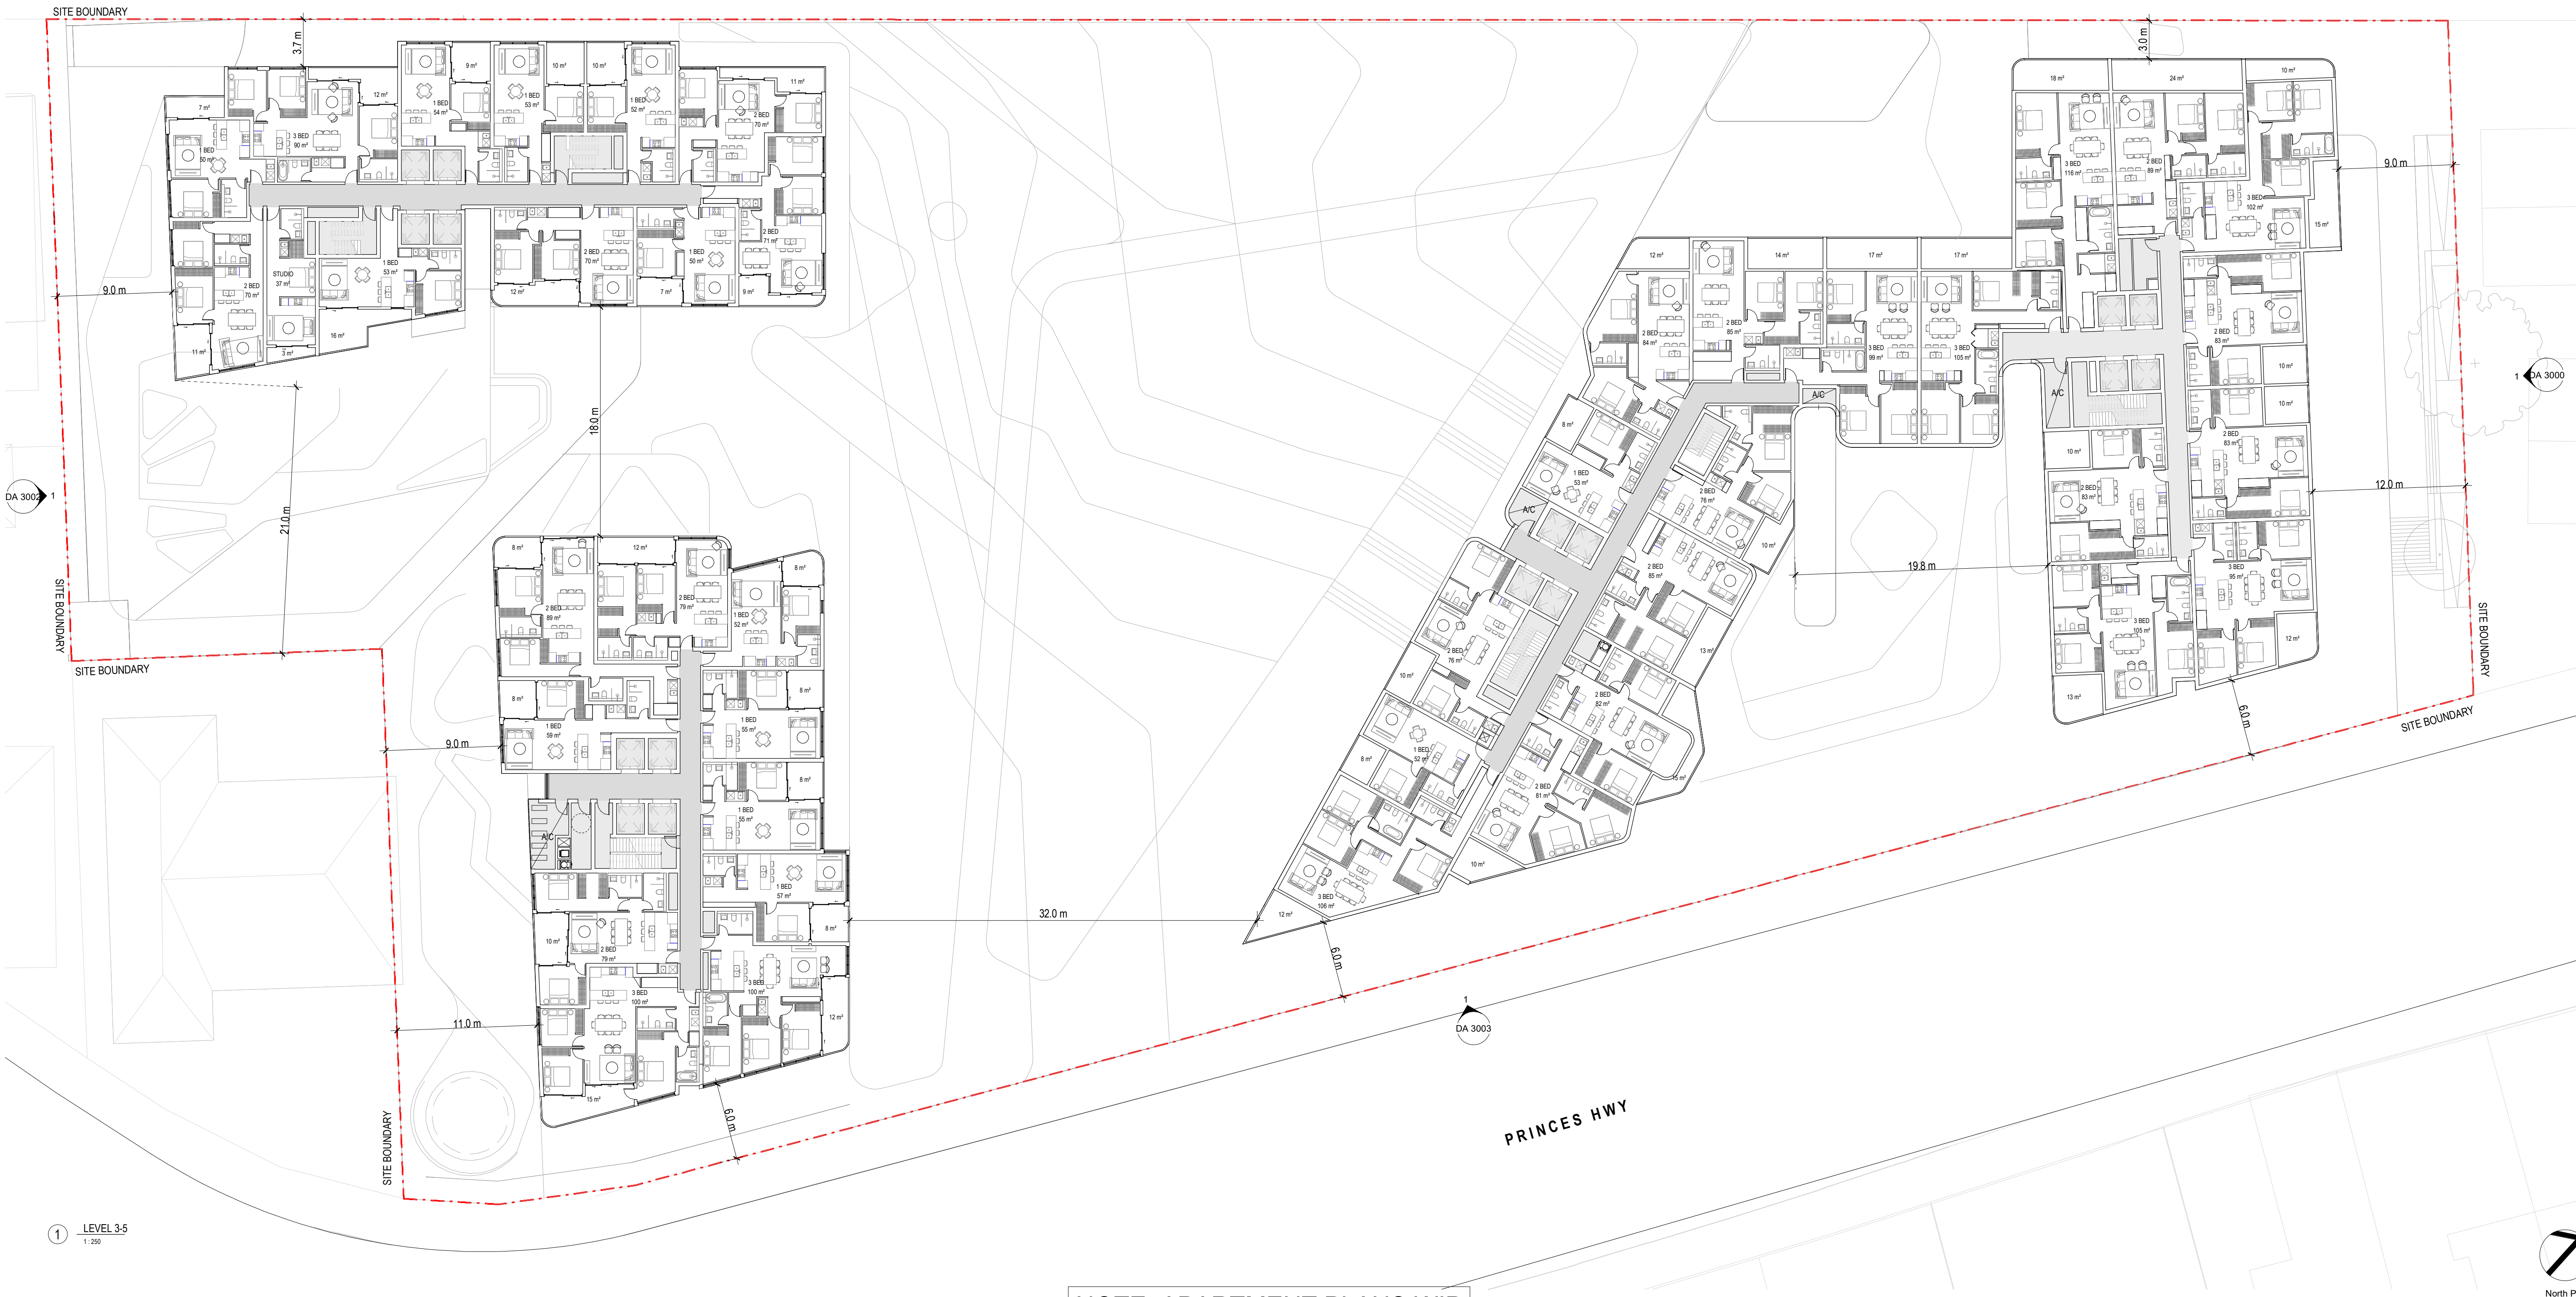 SITE BOUNDARY
3.7 m
3.0 m
9 m²
10 m²
10 m²
11 m²
12 m²
7 m²
1 BED
54 m²
1 BED
53 m²
1 BED
52 m²
2 BED
70 m²
3 BED
90 m²
1 BED
50 m²
2 BED
71 m²
2 BED
70 m²
1 BED
50 m²
STUDIO
37 m²
1 BED
53 m²
2 BED
70 m²
12 m²
7 m²
9 m²
16 m²
3 m²
11 m²
9.0 m
21.0 m
18.0 m
18 m²
24 m²
10 m²
3 BED
116 m²
2 BED
89 m²
3 BED
102 m²
15 m²
9.0 m
12 m²
14 m²
17 m²
17 m²
2 BED
84 m²
2 BED
85 m²
3 BED
99 m²
3 BED
105 m²
2 BED
83 m²
10 m²
10 m²
A/C
A/C
1
DA 3000
8 m²
1 BED
53 m²
A/C
2 BED
76 m²
10 m²
10 m²
2 BED
83 m²
2 BED
83 m²
12.0 m
DA 3002
1
2 BED
85 m²
13 m²
19.8 m
3 BED
95 m²
3 BED
105 m²
12 m²
13 m²
6.0 m
SITE BOUNDARY
SITE BOUNDARY
SITE BOUNDARY
SITE BOUNDARY
8 m²
12 m²
8 m²
2 BED
89 m²
2 BED
79 m²
1 BED
52 m²
8 m²
8 m²
1 BED
59 m²
1 BED
55 m²
9.0 m
8 m²
1 BED
55 m²
A/C
1 BED
57 m²
8 m²
10 m²
2 BED
79 m²
3 BED
100 m²
3 BED
100 m²
12 m²
15 m²
11.0 m
6.0 m
SITE BOUNDARY
2 BED
76 m²
10 m²
2 BED
82 m²
15 m²
1 BED
52 m²
8 m²
2 BED
81 m²
10 m²
3 BED
106 m²
12 m²
32.0 m
6.0 m
1
DA 3003
PRINCES HWY
1
LEVEL 3-5
1 : 250